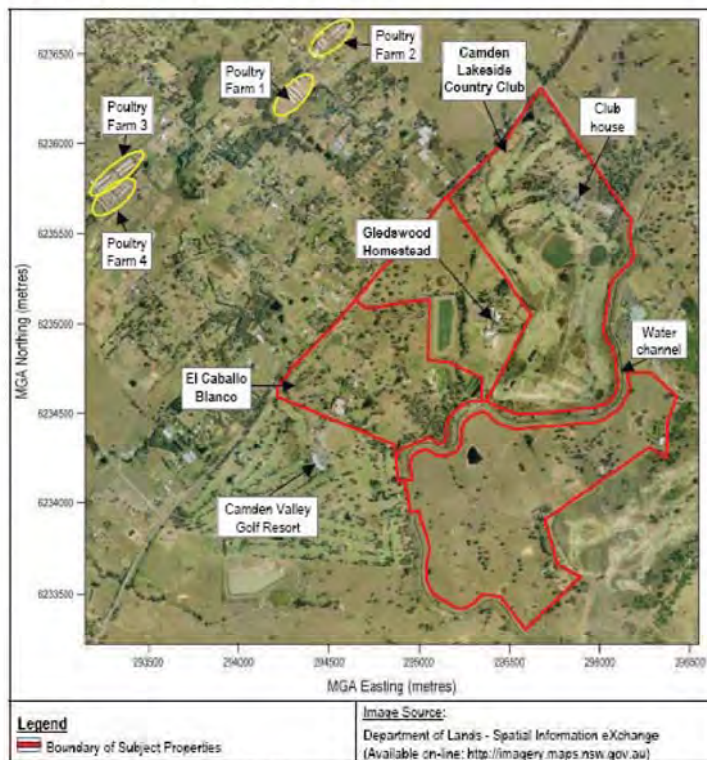 Poultry
Farm 2
Poultry
Farm 1
Poultry
Farm 3
Poultry
Farm 4
Camden
Lakeside
Country Club
Club
house
Gledswood
Homestead
Water
channel
El Caballo
Blanco
Camden Valley
Golf Resort
6236500
6236000
6235500
6235000
6234500
6234000
6233500
MGA Northing (metres)
293500
294000
294500
295000
295500
296000
296500
MGA Easting (metres)
Legend
Boundary of Subject Properties
Image Source:
Department of Lands - Spatial Information eXchange
(Available on-line: http://imagery.maps.nsw.gov.au)